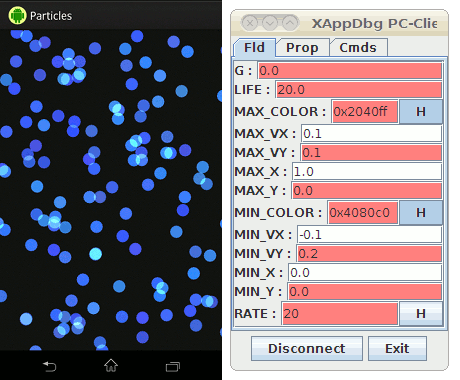 Particles
XAppDbg PC-Clie
Fld Prop Cmds
G : 0.0
LIFE : 20.0
MAX_COLOR : 0x2040ff H
MAX_VX : 0.1
MAX_VY : 0.1
MAX_X : 1.0
MAX_Y : 0.0
MIN_COLOR : 0x4080c0 H
MIN_VX : -0.1
MIN_VY : 0.2
MIN_X : 0.0
MIN_Y : 0.0
RATE : 20 H
Disconnect Exit